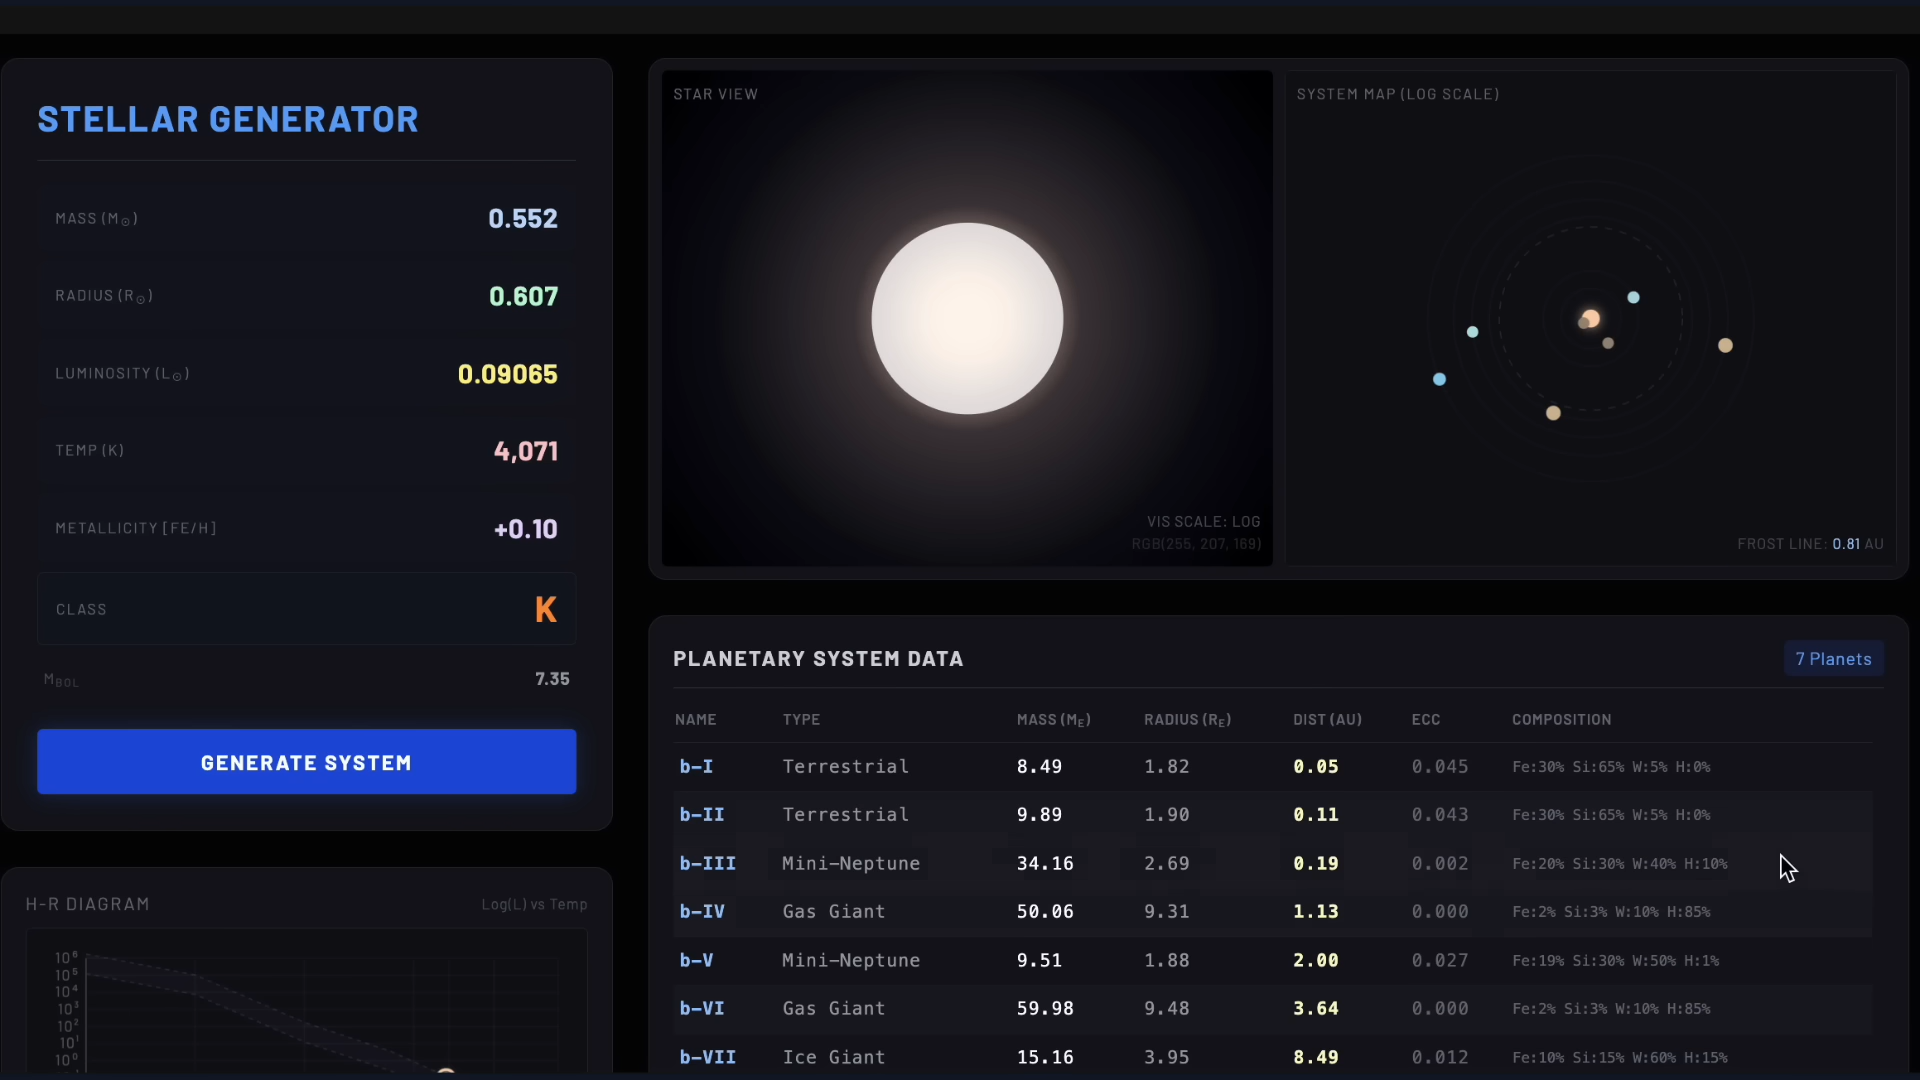 STELLAR GENERATOR
MASS (M☉) 0.552
RADIUS (R☉) 0.607
LUMINOSITY (L☉) 0.09065
TEMP (K) 4,071
METALLICITY [FE/H] +0.10
CLASS K
MBOL 7.35
GENERATE SYSTEM
H-R DIAGRAM Log(L) vs Temp
10⁶
10⁵
10⁴
10³
10²
10¹
10⁰
STAR VIEW
VIS SCALE: LOG
RGB(255, 207, 169)
SYSTEM MAP (LOG SCALE)
FROST LINE: 0.81 AU
PLANETARY SYSTEM DATA 7 Planets
NAME TYPE MASS (ME) RADIUS (RE) DIST (AU) ECC COMPOSITION
b-I Terrestrial 8.49 1.82 0.05 0.045 Fe:30% Si:65% W:5% H:0%
b-II Terrestrial 9.89 1.90 0.11 0.043 Fe:30% Si:65% W:5% H:0%
b-III Mini-Neptune 34.16 2.69 0.19 0.002 Fe:20% Si:30% W:40% H:10%
b-IV Gas Giant 50.06 9.31 1.13 0.000 Fe:2% Si:3% W:10% H:85%
b-V Mini-Neptune 9.51 1.88 2.00 0.027 Fe:19% Si:30% W:50% H:1%
b-VI Gas Giant 59.98 9.48 3.64 0.000 Fe:2% Si:3% W:10% H:85%
b-VII Ice Giant 15.16 3.95 8.49 0.012 Fe:10% Si:15% W:60% H:15%